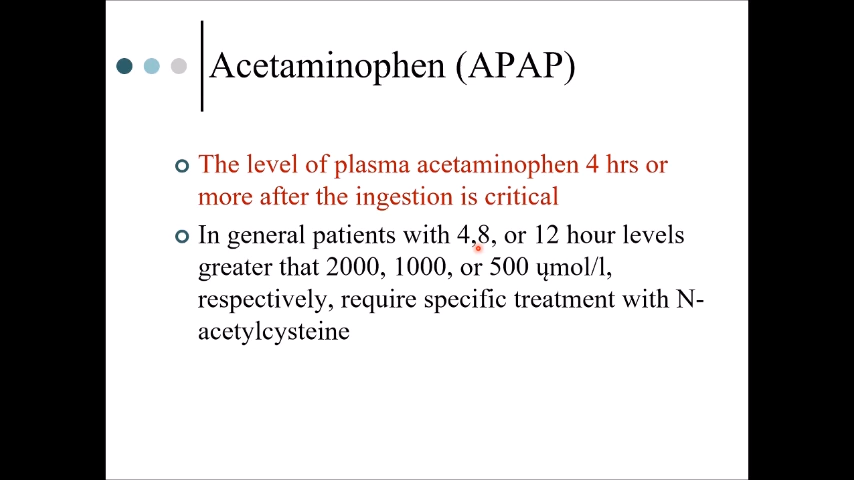 Acetaminophen (APAP)
The level of plasma acetaminophen 4 hrs or
more after the ingestion is critical
In general patients with 4,8, or 12 hour levels
greater that 2000, 1000, or 500 ųmol/l,
respectively, require specific treatment with N-
acetylcysteine